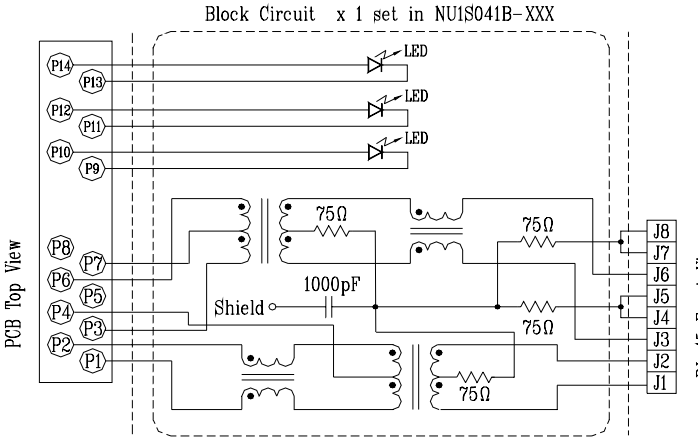 Block Circuit x 1 set in NU1S041B-XXX
P14
LED
P13
P12
LED
P11
P10
LED
P9
75Ω
75Ω
P8
P7
P6
P5
P4
P3
P2
P1
J8
J7
J6
J5
J4
J3
J2
J1
1000pF
Shield
75Ω
75Ω
PCB Top View